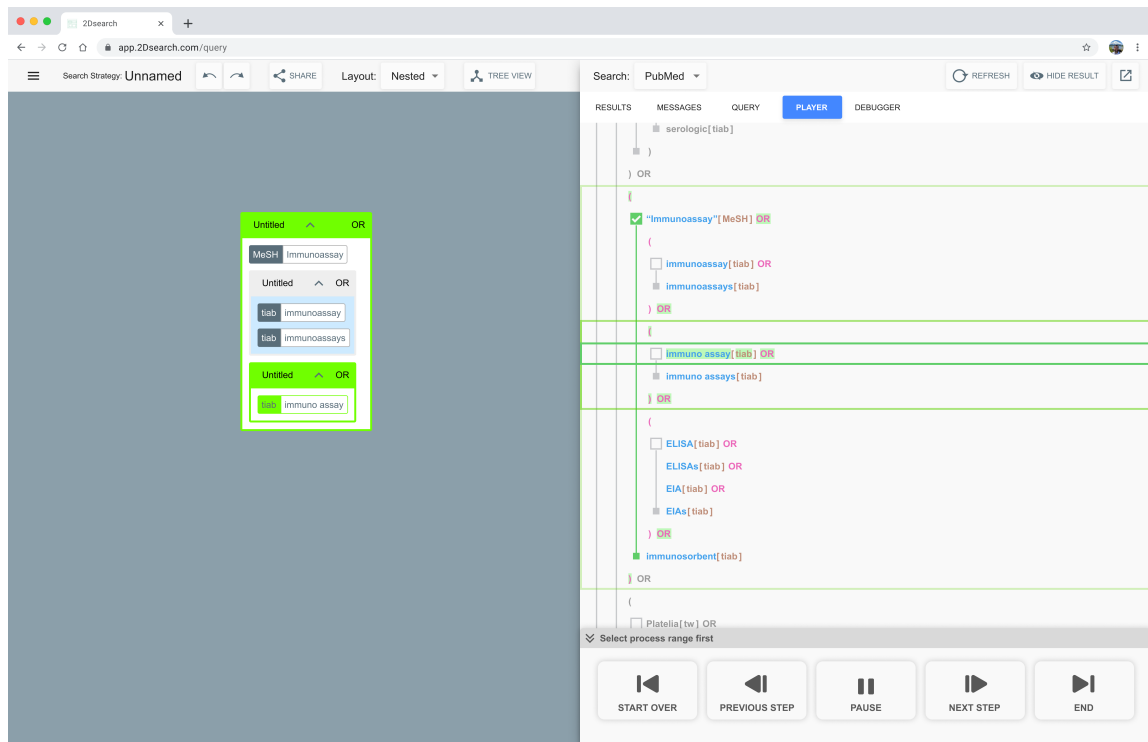 2Dsearch
app.2Dsearch.com/query
Search Strategy: Unnamed SHARE Layout: Nested TREE VIEW
Search: PubMed REFRESH HIDE RESULT
RESULTS MESSAGES QUERY PLAYER DEBUGGER
Untitled OR
MeSH Immunoassay
Untitled OR
tiab immunoassay
tiab immunoassays
Untitled OR
tiab immuno assay
serologic[tiab]
)
) OR
(
“Immunoassay”[MeSH] OR
(
immunoassay[tiab] OR
immunoassays[tiab]
) OR
(
immuno assay[tiab] OR
immuno assays[tiab]
) OR
(
ELISA[tiab] OR
ELISAs[tiab] OR
EIA[tiab] OR
EIAs[tiab]
) OR
immunosorbent[tiab]
) OR
(
Platelia[tw] OR
Select process range first
START OVER PREVIOUS STEP PAUSE NEXT STEP END